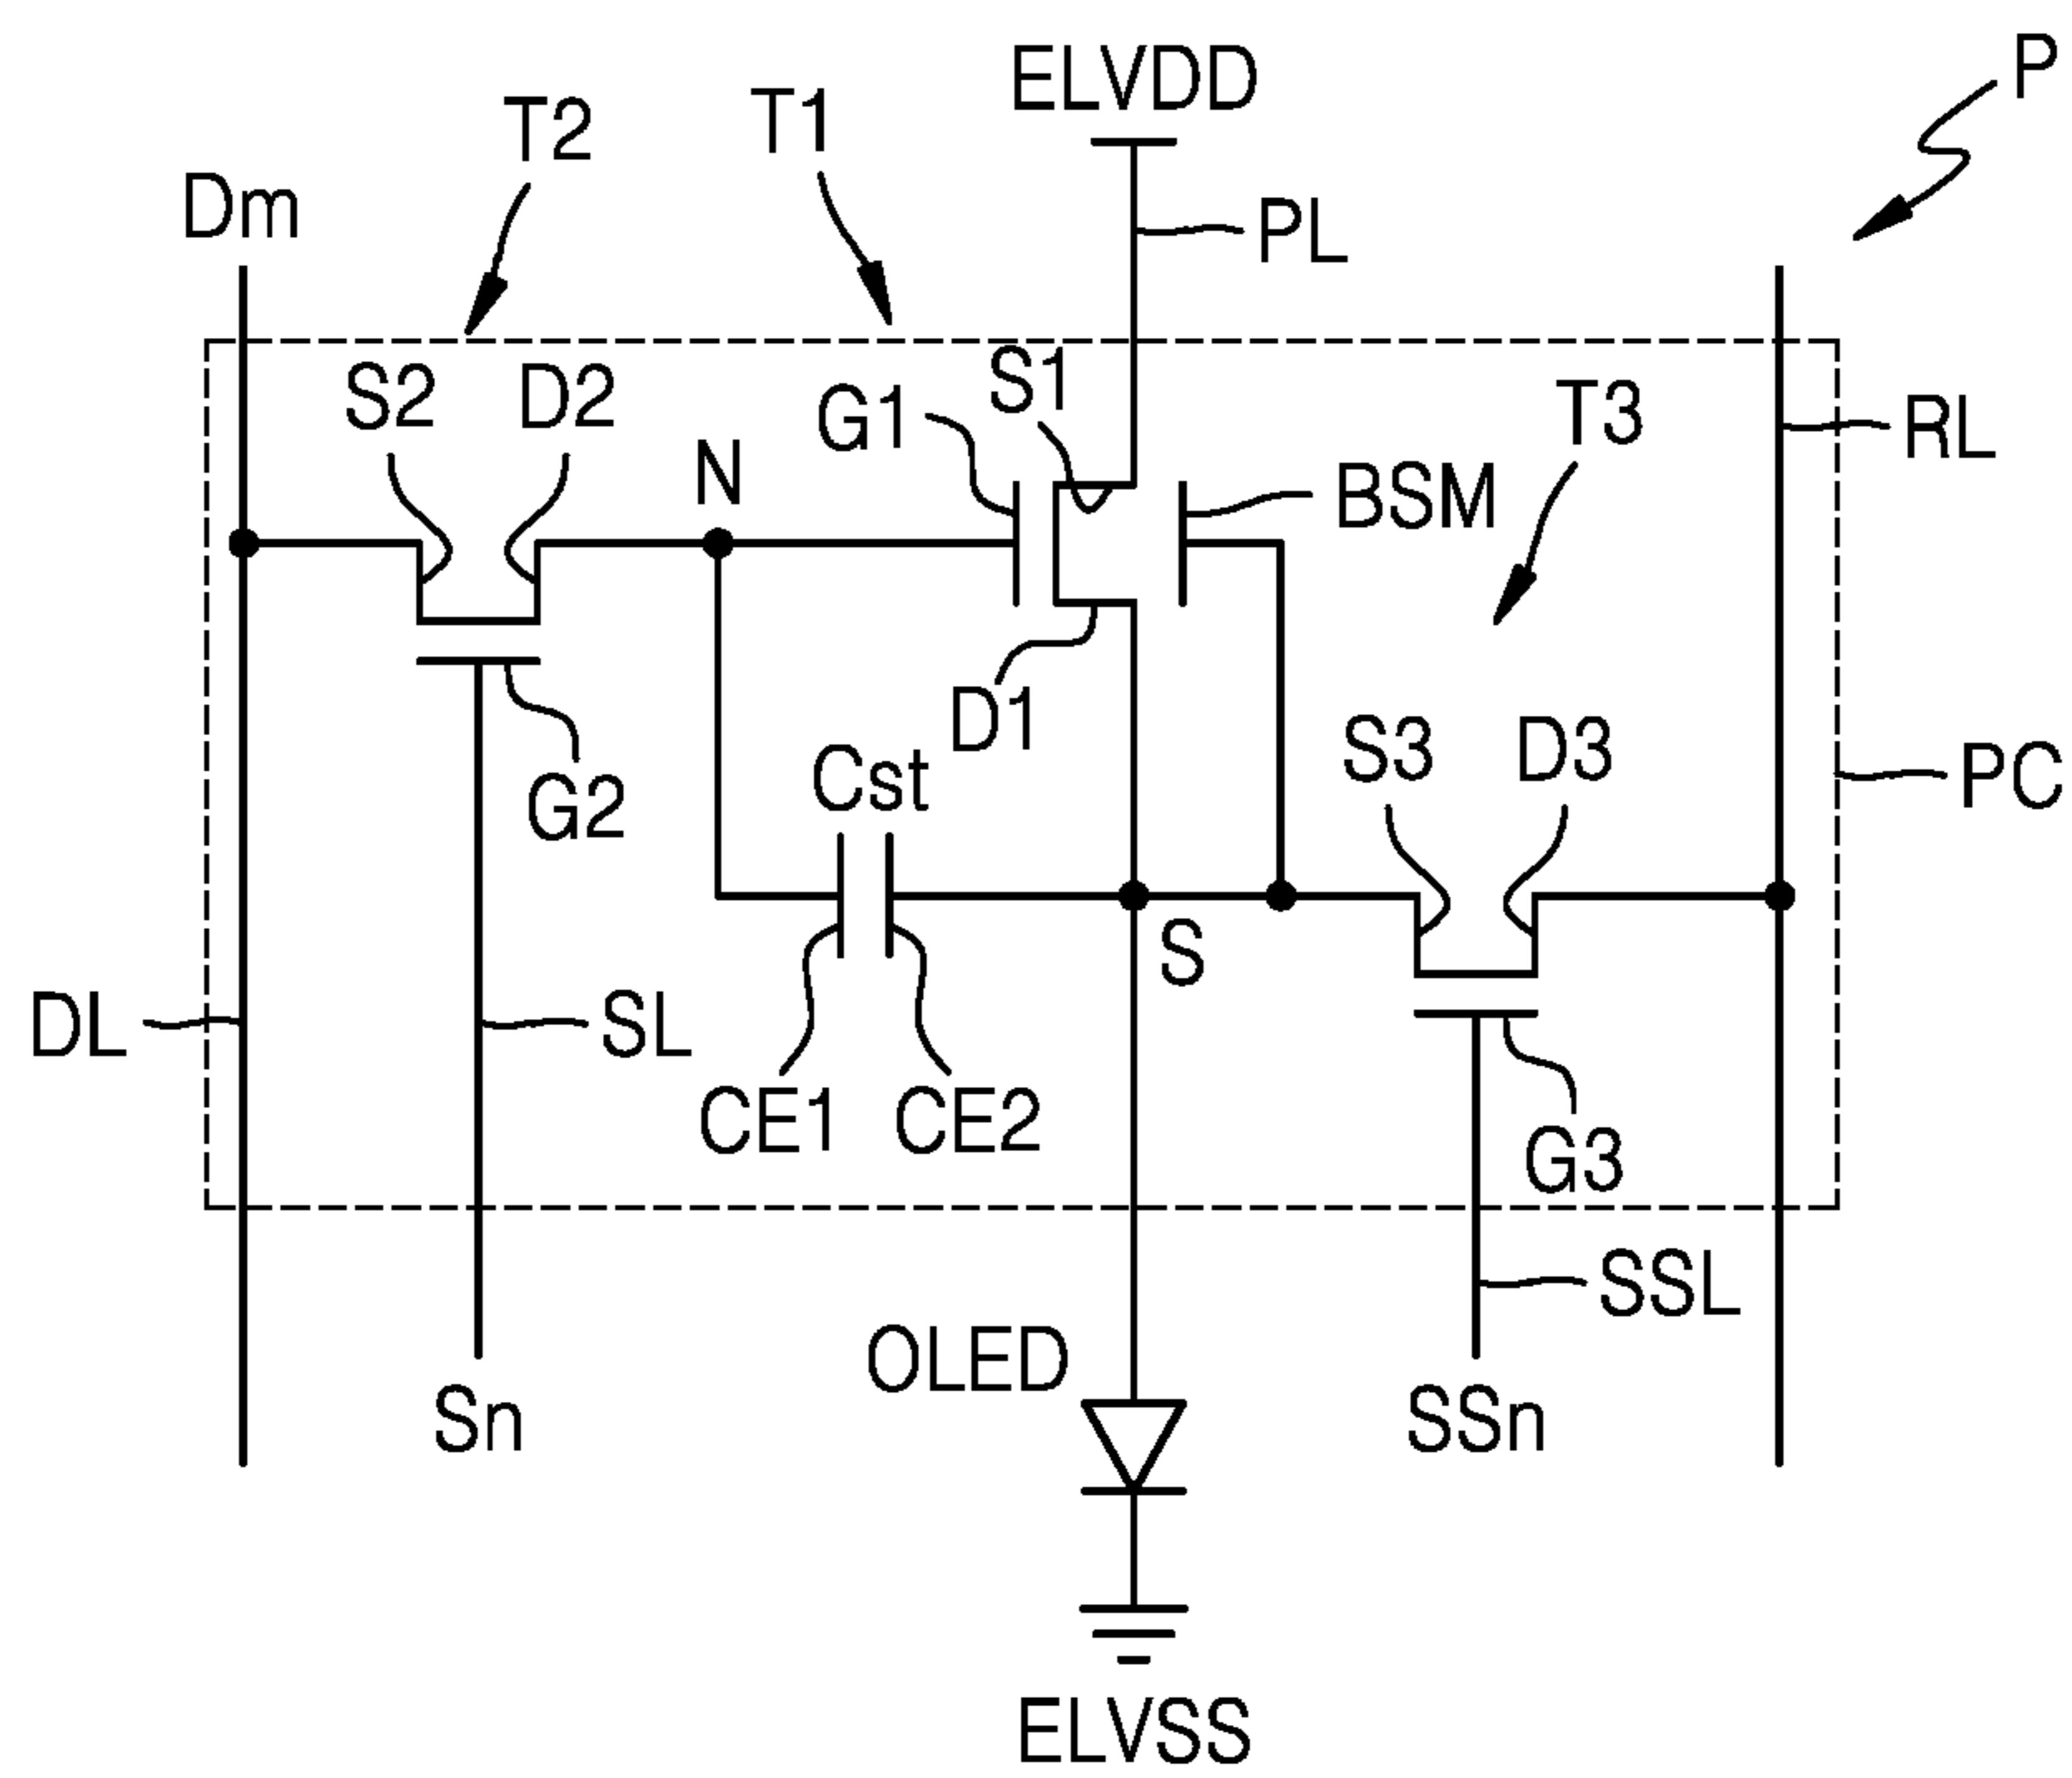 ELVDD
P
T2
T1
Dm
PL
S2
D2
G1
S1
T3
RL
N
BSM
D1
S3
D3
Cst
PC
G2
S
DL
SL
CE1
CE2
G3
SSL
OLED
Sn
SSn
ELVSS